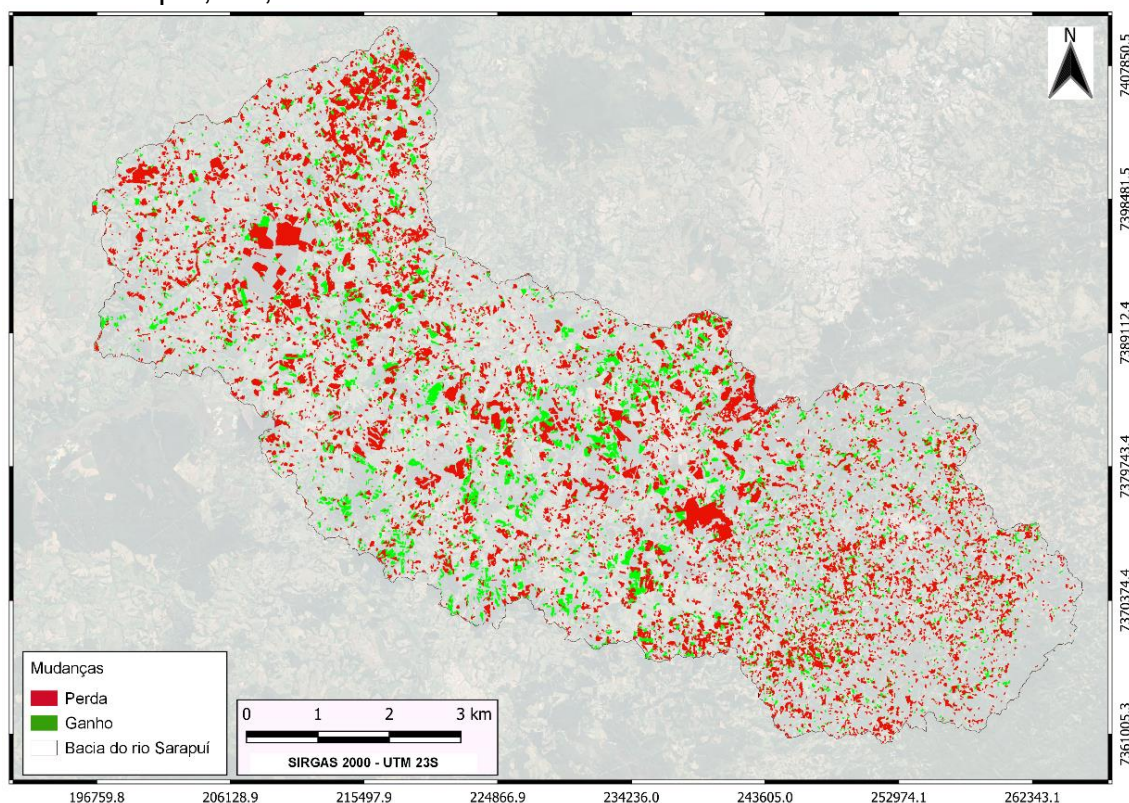 N
7407850.5
7398481.5
7389112.4
7379743.4
7370374.4
7361005.3
Mudanças
Perda
Ganho
Bacia do rio Sarapuí
0 1 2 3 km
SIRGAS 2000 - UTM 23S
196759.8 206128.9 215497.9 224866.9 234236.0 243605.0 252974.1 262343.1